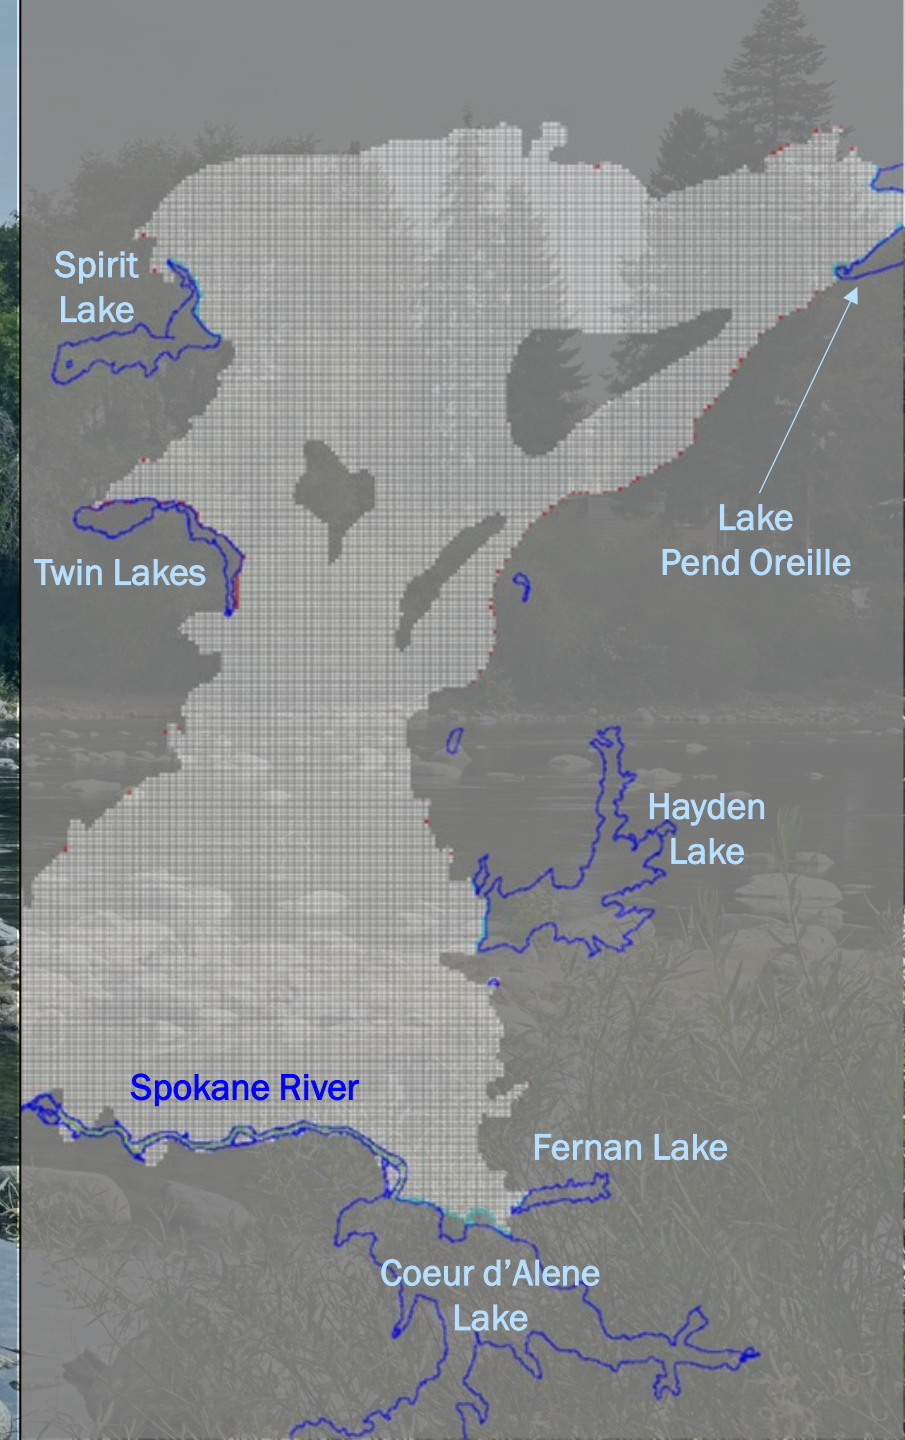 Spirit
Lake
Lake
Pend Oreille
Twin Lakes
Hayden
Lake
Spokane River
Fernan Lake
Coeur d’Alene
Lake